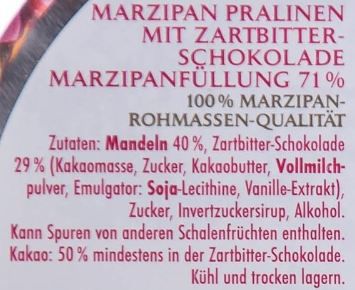 MARZIPAN PRALINEN
MIT ZARTBITTER-
SCHOKOLADE
MARZIPANFÜLLUNG 71%
100% MARZIPAN-
ROHMASSEN-QUALITÄT
Zutaten: Mandeln 40%, Zartbitter-Schokolade
29% (Kakaomasse, Zucker, Kakaobutter, Vollmilch-
pulver, Emulgator: Soja-Lecithine, Vanille-Extrakt),
Zucker, Invertzuckersirup, Alkohol.
Kann Spuren von anderen Schalenfrüchten enthalten.
Kakao: 50% mindestens in der Zartbitter-Schokolade.
Kühl und trocken lagern.